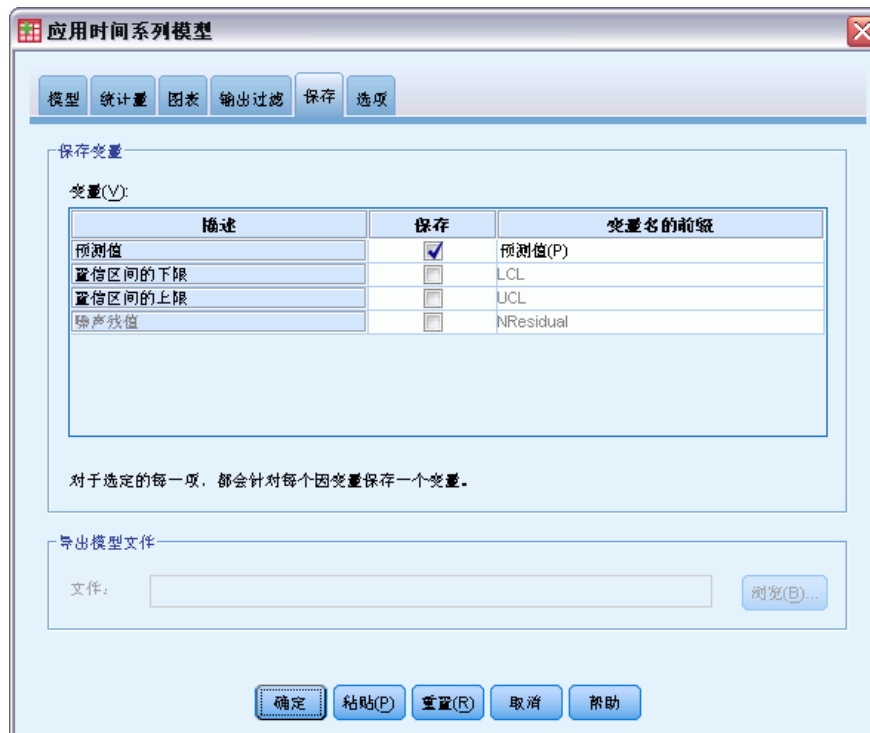 应用时间系列模型
模型 统计量 图表 输出过滤 保存 选项
保存变量
变量(V):
描述 保存 变量名的前缀
预测值 预测值(P)
置信区间的下限 LCL
置信区间的上限 UCL
噪声残值 NResidual
对于选定的每一项，都会针对每个因变量保存一个变量。
导出模型文件
文件: 浏览(B)...
确定 粘贴(P) 重置(R) 取消 帮助